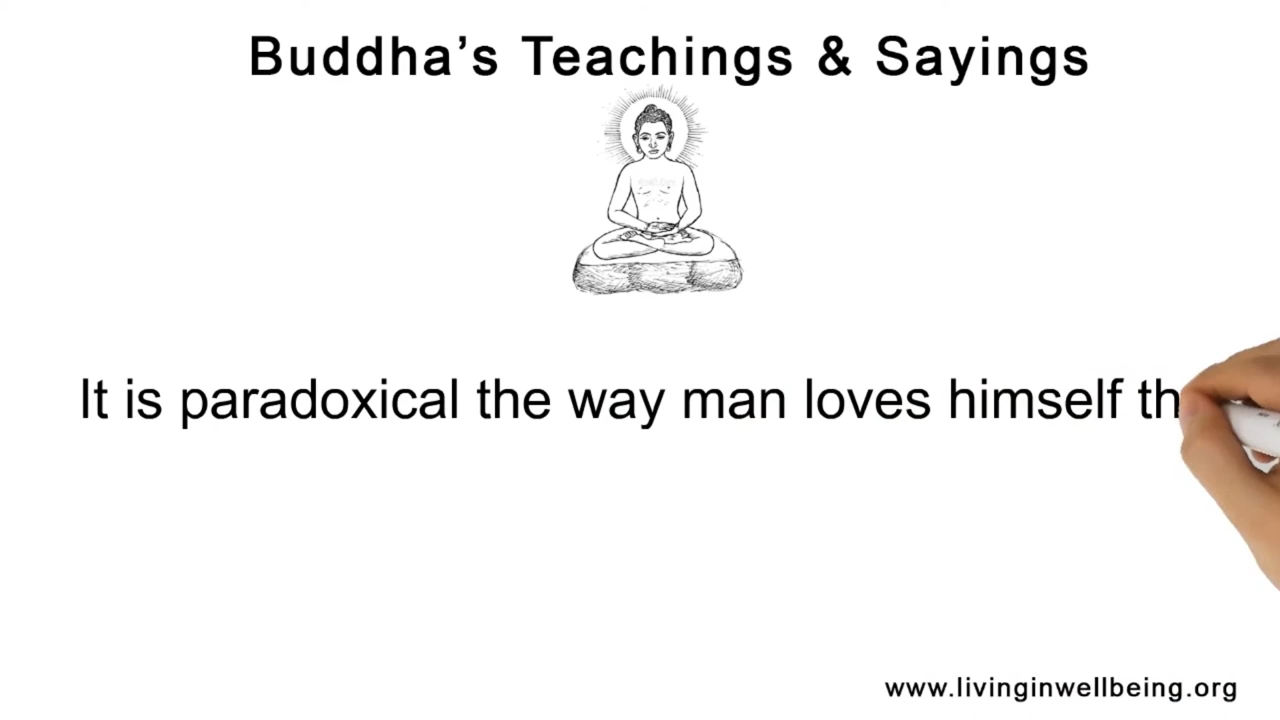 Buddha’s Teachings & Sayings
It is paradoxical the way man loves himself th
www.livinginwellbeing.org